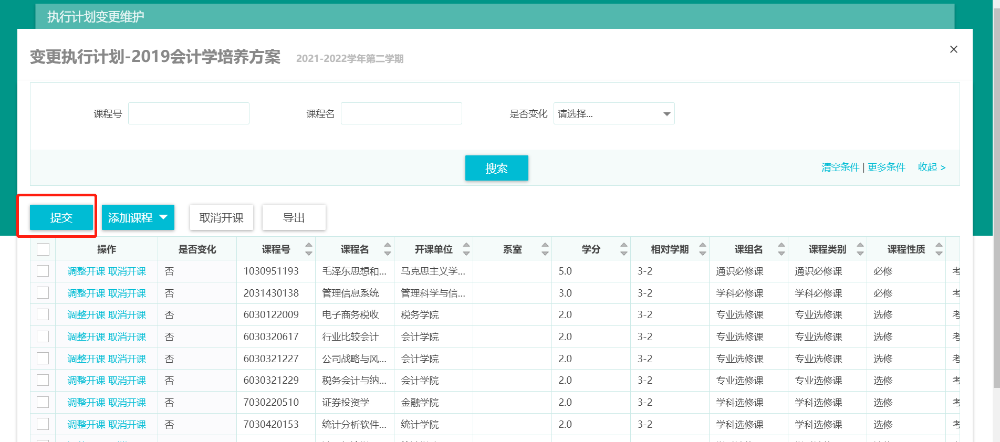 执行计划变更维护
变更执行计划-2019会计学培养方案 2021-2022学年第二学期
课程号 课程名 是否变化 请选择...
搜索 清空条件 | 更多条件 收起 >
提交 添加课程 取消开课 导出
操作 是否变化 课程号 课程名 开课单位 系室 学分 相对学期 课组名 课程类别 课程性质
调整开课 取消开课 否 1030951193 毛泽东思想和... 马克思主义学... 5.0 3-2 通识必修课 通识必修课 必修 考
调整开课 取消开课 否 2031430138 管理信息系统 管理科学与信... 3.0 3-2 学科必修课 学科必修课 必修 考
调整开课 取消开课 否 6030122009 电子商务税收 税务学院 2.0 3-2 专业选修课 专业选修课 选修 考
调整开课 取消开课 否 6030320617 行业比较会计 会计学院 2.0 3-2 专业选修课 专业选修课 选修 考
调整开课 取消开课 否 6030321227 公司战略与风... 会计学院 2.0 3-2 专业选修课 专业选修课 选修 考
调整开课 取消开课 否 6030321229 税务会计与纳... 会计学院 2.0 3-2 专业选修课 专业选修课 选修 考
调整开课 取消开课 否 7030220510 证券投资学 金融学院 2.0 3-2 学科选修课 学科选修课 选修 考
调整开课 取消开课 否 7030420153 统计分析软件... 统计学院 2.0 3-2 学科选修课 学科选修课 选修 考